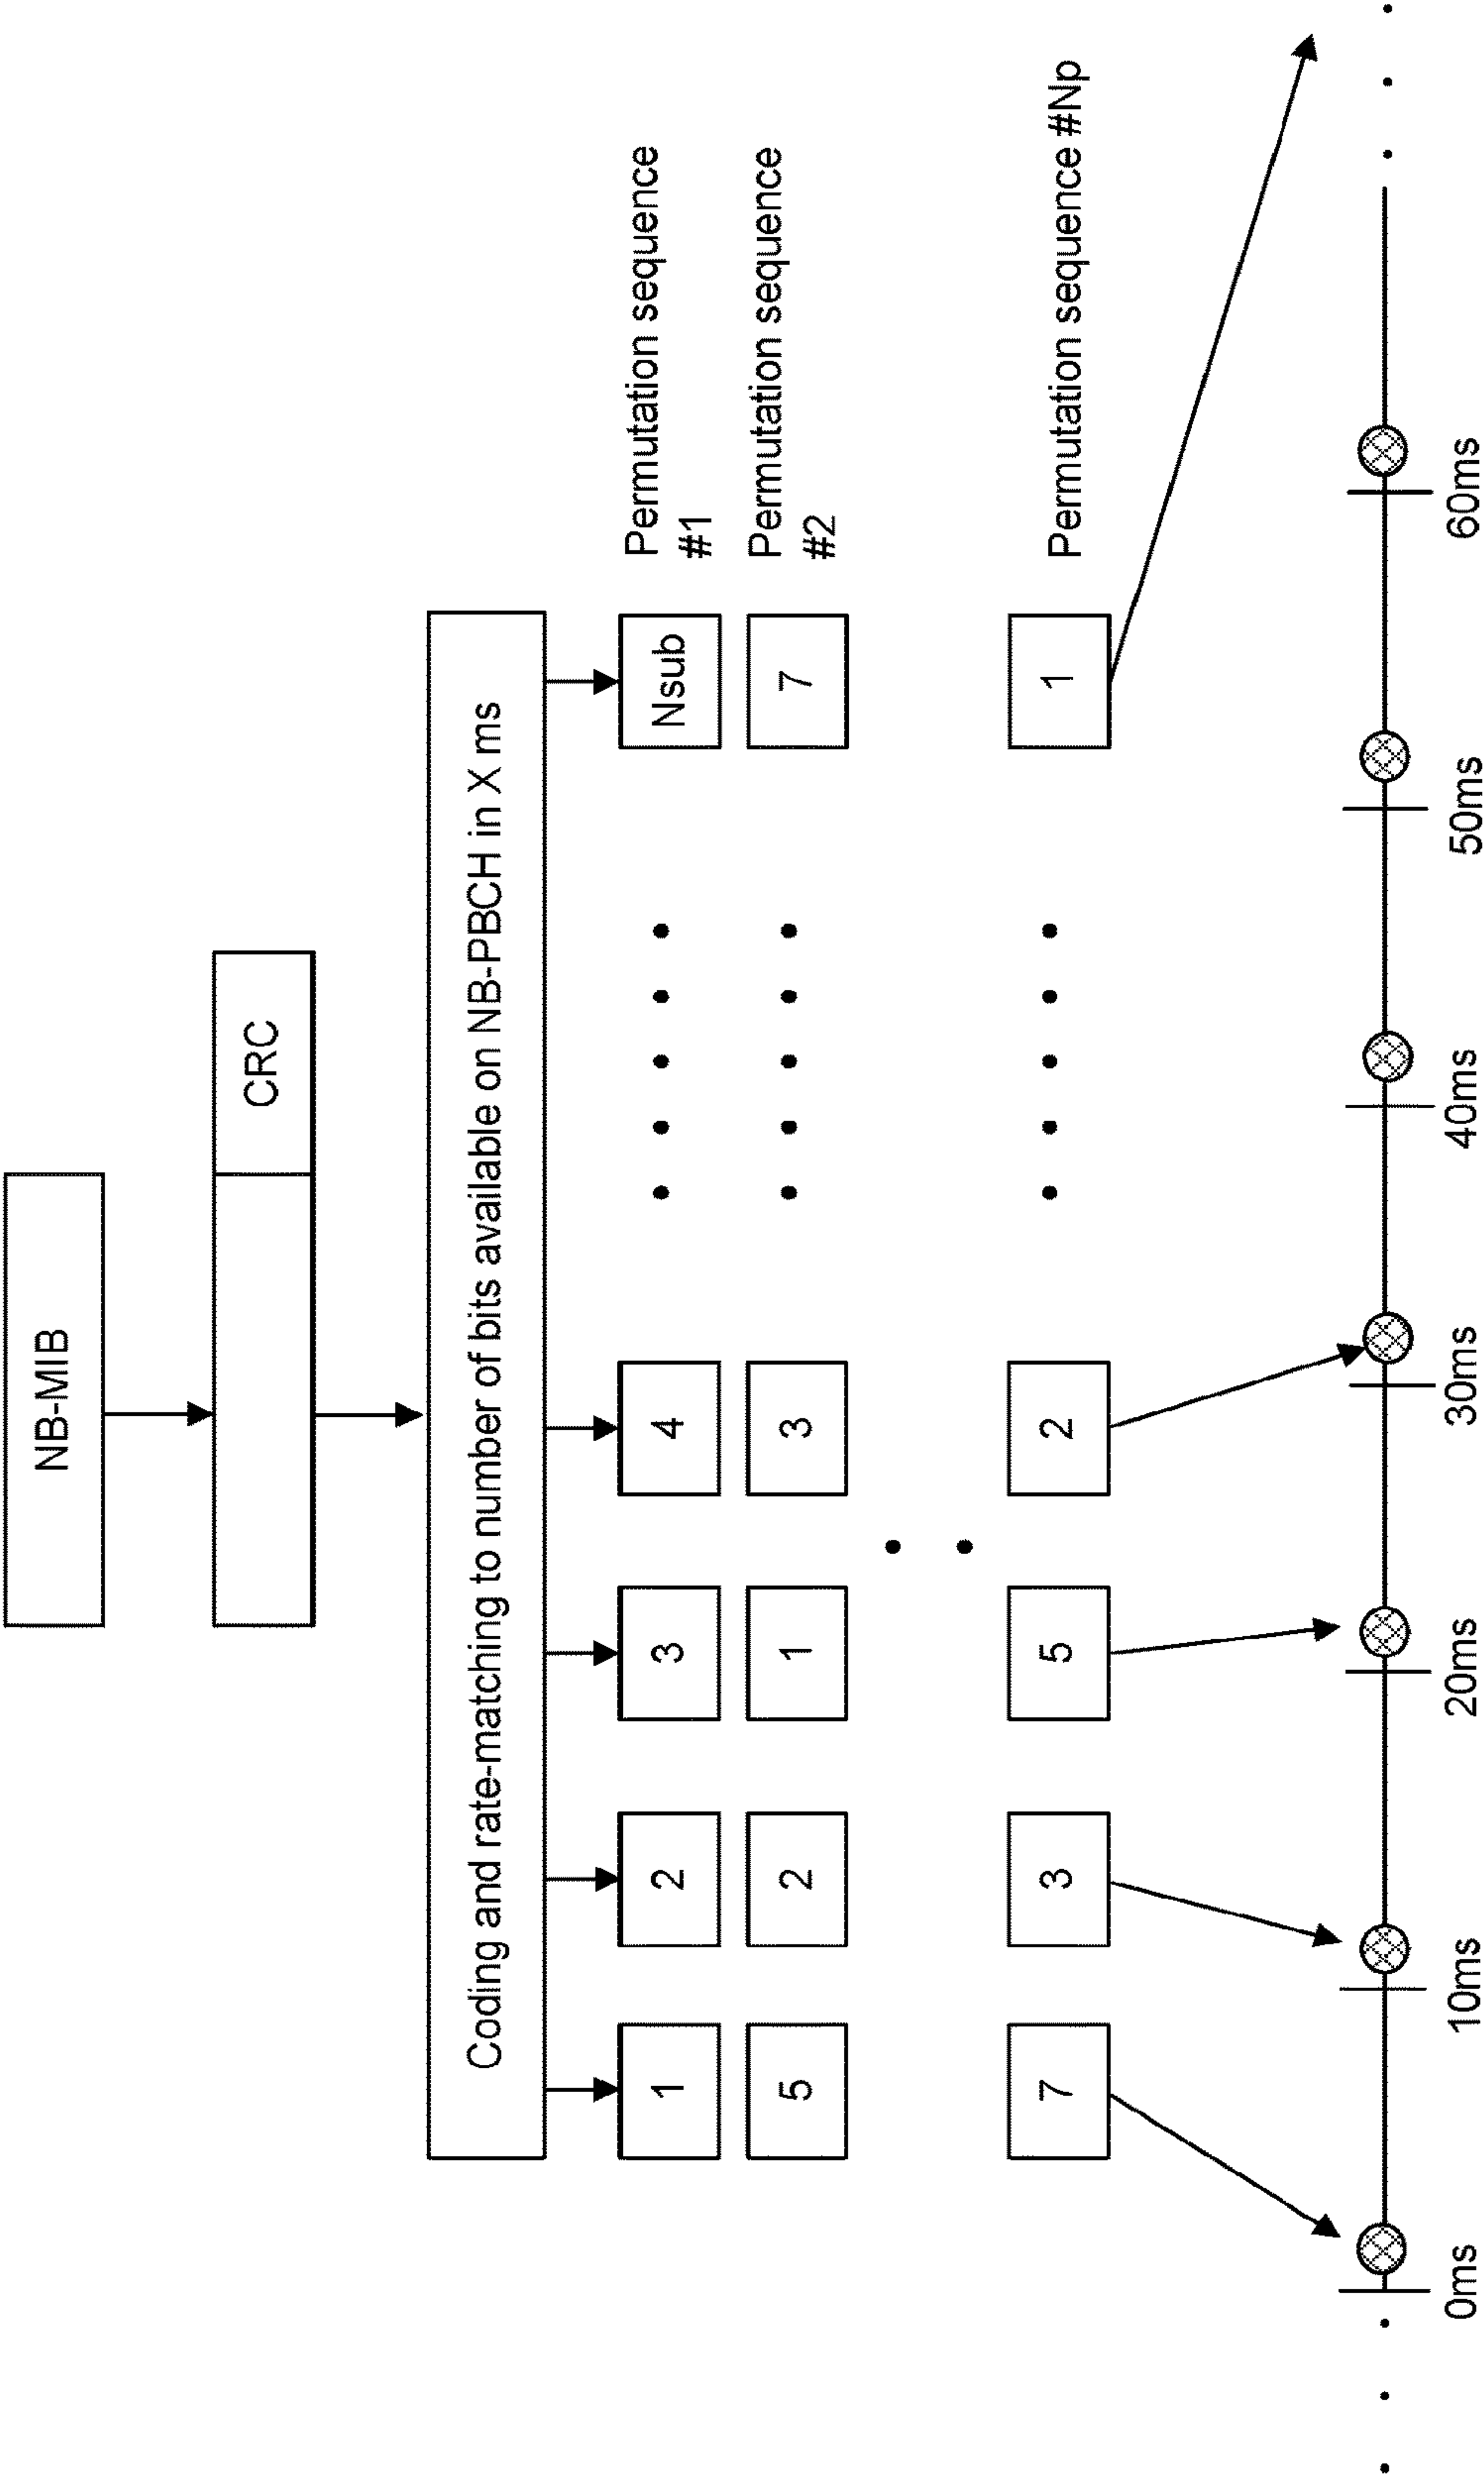 NB-MIB
CRC
Coding and rate-matching to number of bits available on NB-PBCH in X ms
1 2 3 4 Nsub
Permutation sequence
#1
5 2 1 3 7
Permutation sequence
#2
7 3 5 2 1
Permutation sequence #Np
0ms 10ms 20ms 30ms 40ms 50ms 60ms